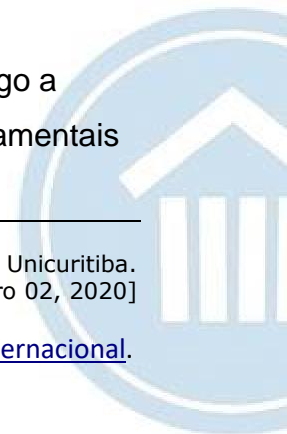 go a
amentais
Unicuritiba.
ro 02, 2020]
ernacional.